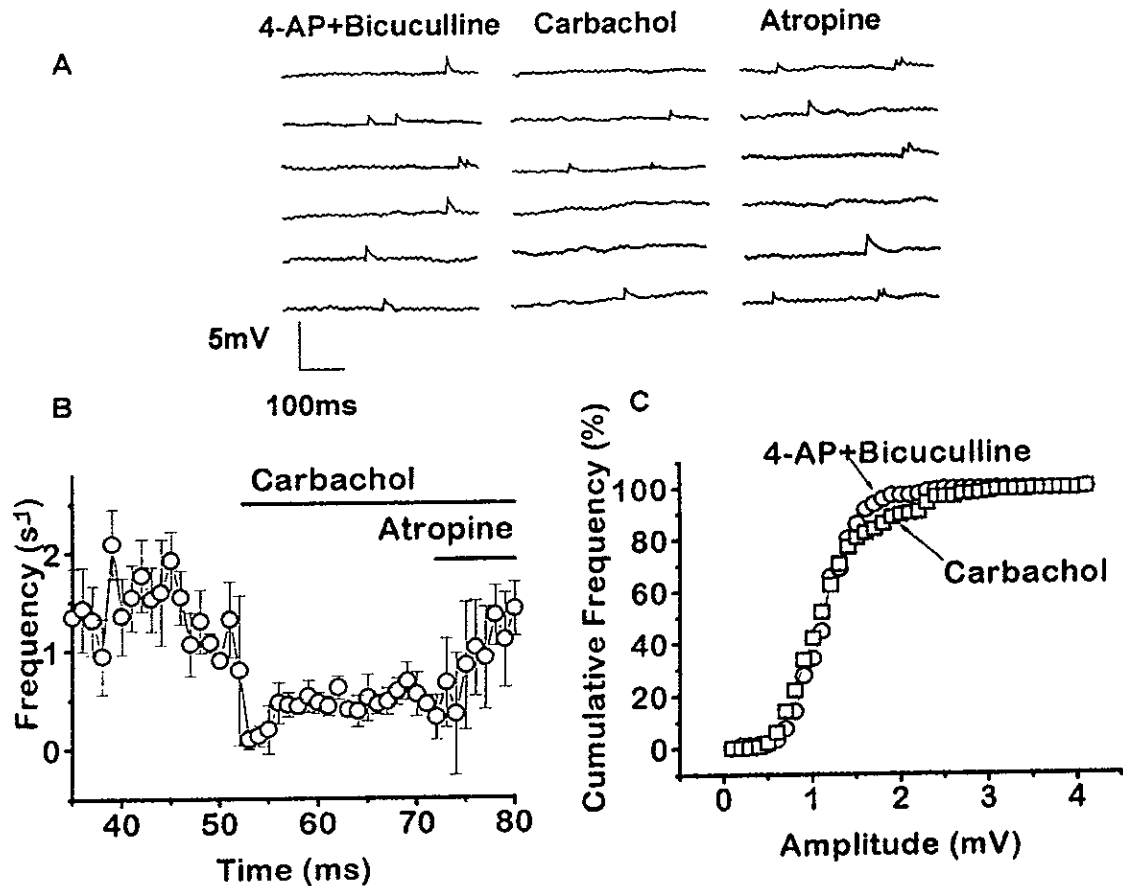 4-AP+Bicuculline Carbachol Atropine
A
5mV
100ms
B
Carbachol
Atropine
Frequency (s-1)
2
1
0
40 50 60 70 80
Time (ms)
C
4-AP+Bicuculline
Carbachol
Cumulative Frequency (%)
100
80
60
40
20
0
0 1 2 3 4
Amplitude (mV)